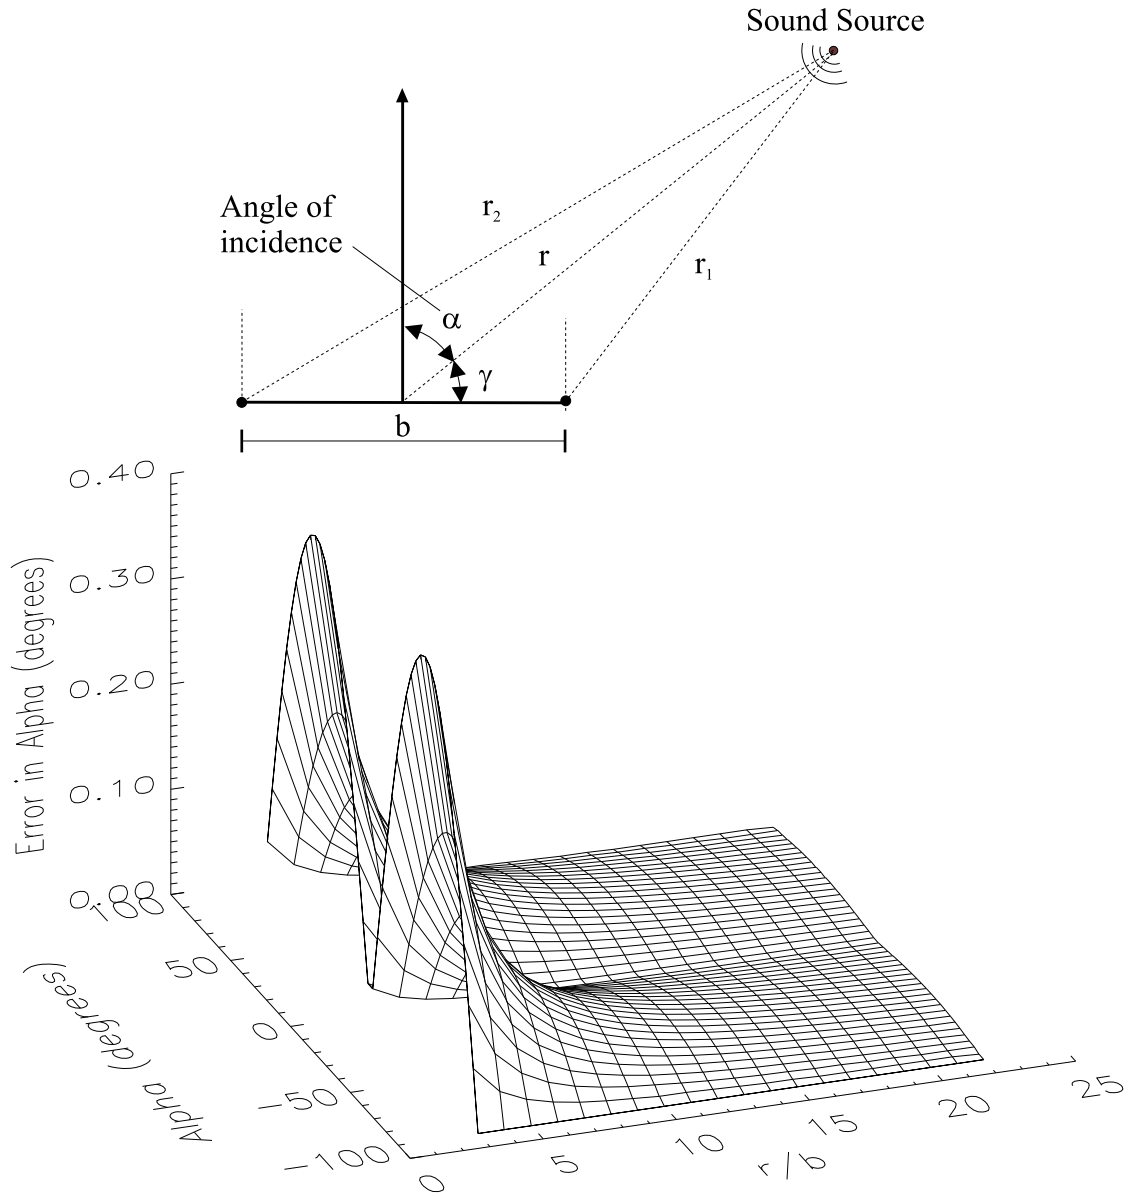 Sound Source
Angle of
incidence
r2
r
r1
α
γ
b
0.40
0.30
0.20
0.10
0.00
Error in Alpha (degrees)
100
50
0
-50
-100
Alpha (degrees)
0
5
10
15
20
25
r/b